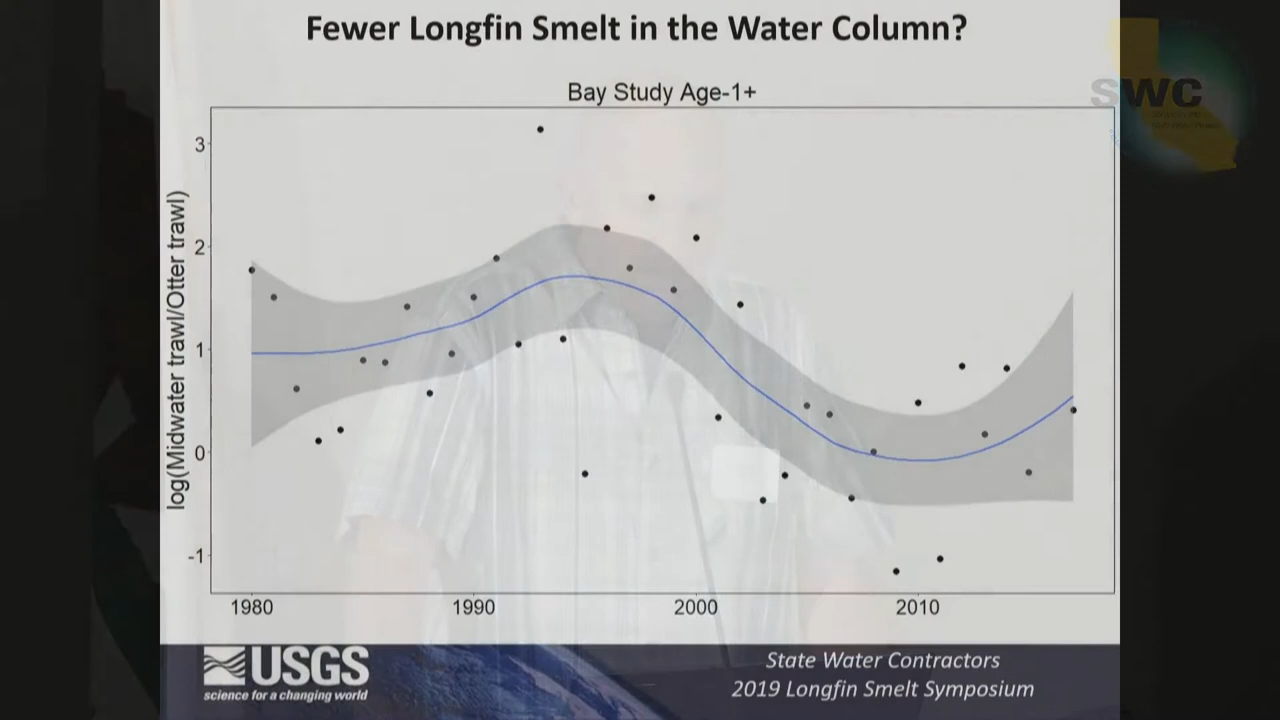 Fewer Longfin Smelt in the Water Column?
SWC
Bay Study Age-1+
log(Midwater trawl/Otter trawl)
3
2
1
0
-1
1980
1990
2000
2010
USGS
science for a changing world
State Water Contractors
2019 Longfin Smelt Symposium